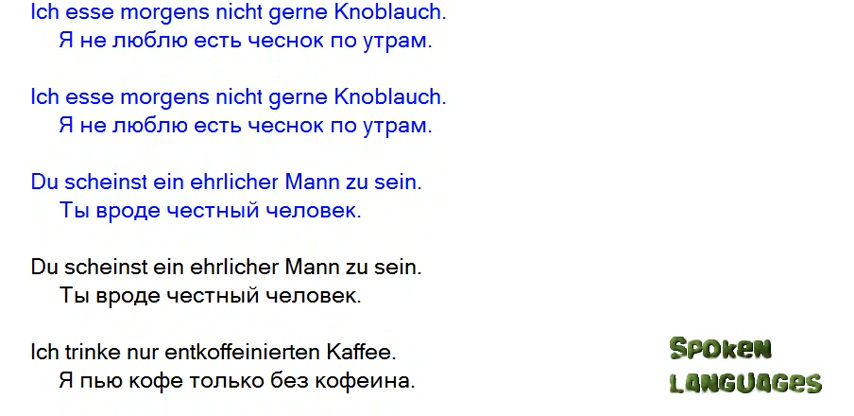 Ich esse morgens nicht gerne Knoblauch.
Я не люблю есть чеснок по утрам.
Ich esse morgens nicht gerne Knoblauch.
Я не люблю есть чеснок по утрам.
Du scheinst ein ehrlicher Mann zu sein.
Ты вроде честный человек.
Du scheinst ein ehrlicher Mann zu sein.
Ты вроде честный человек.
Ich trinke nur entkoffeinierten Kaffee.
Я пью кофе только без кофеина.
Spoken
Languages